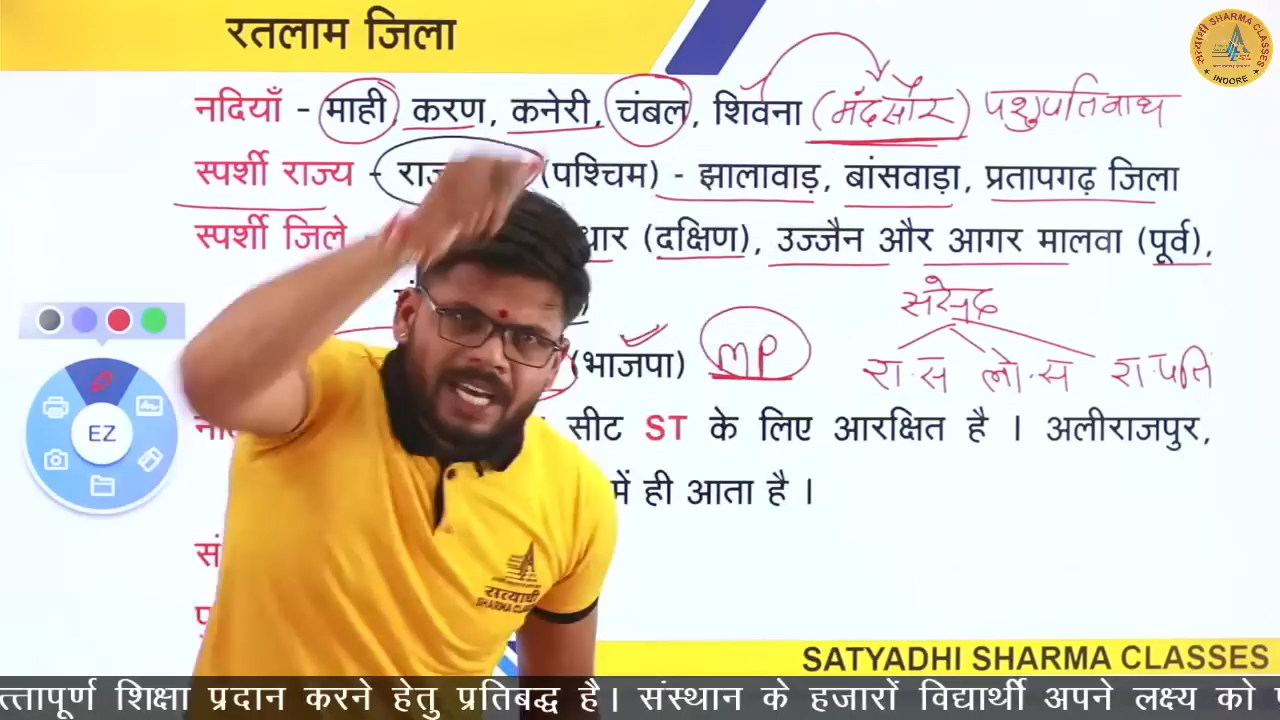 रतलाम जिला
सत्यार्थी SHARMA CLASSES
INDORE
नदियाँ - माही, करण, कनेरी, चंबल, शिवना (मंदसौर) पशुपतिनाथ
स्पर्शी राज्य - (पश्चिम) - झालावाड़, बांसवाड़ा, प्रतापगढ़ जिला
स्पर्शी जिले (दक्षिण), उज्जैन और आगर मालवा (पूर्व),
(भाजपा) MP
रा.स लो.स रा.पति
EZ
सीट ST के लिए आरक्षित है । अलीराजपुर,
में ही आता है ।
सत्यार्थी
SATYADHI SHARMA CLASSES
शिक्षा प्रदान करने हेतु प्रतिबद्ध है। संस्थान के हजारों विद्यार्थी अपने लक्ष्य को